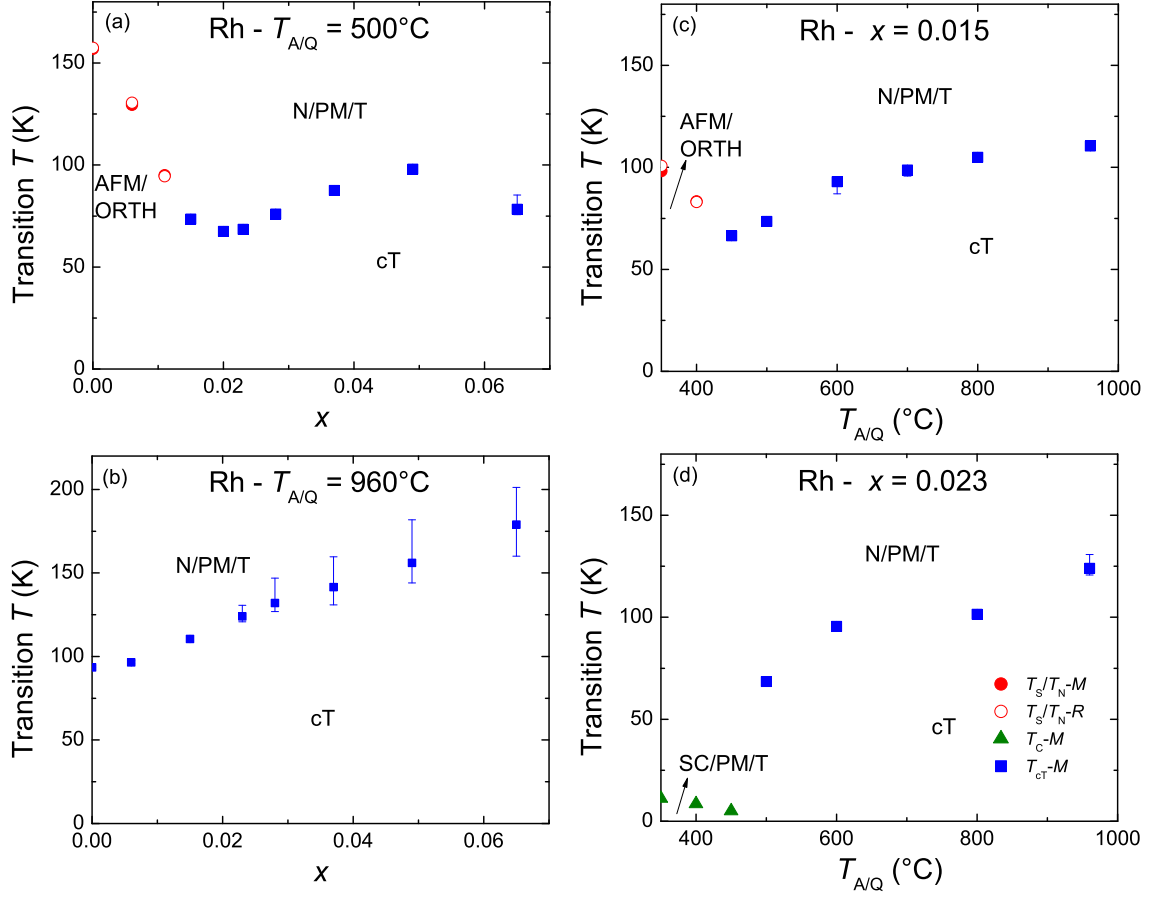 (a)
Rh - T_A/Q = 500°C
Transition T (K)
150
100
50
0
N/PM/T
AFM/
ORTH
cT
0.00 0.02 0.04 0.06
x
(c)
Rh - x = 0.015
Transition T (K)
150
100
50
0
AFM/
ORTH
N/PM/T
cT
400 600 800 1000
T_A/Q (°C)
(b)
Rh - T_A/Q = 960°C
Transition T (K)
200
150
100
50
0
N/PM/T
cT
0.00 0.02 0.04 0.06
x
(d)
Rh - x = 0.023
Transition T (K)
150
100
50
0
N/PM/T
cT
SC/PM/T
T_S/T_N-M
T_S/T_N-R
T_C-M
T_cT-M
400 600 800 1000
T_A/Q (°C)